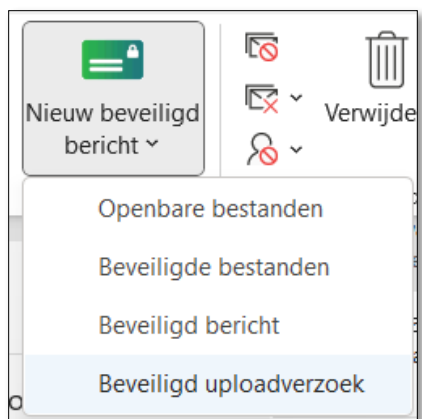 Nieuw beveiligd
bericht
Verwijde
Openbare bestanden
Beveiligde bestanden
Beveiligd bericht
Beveiligd uploadverzoek